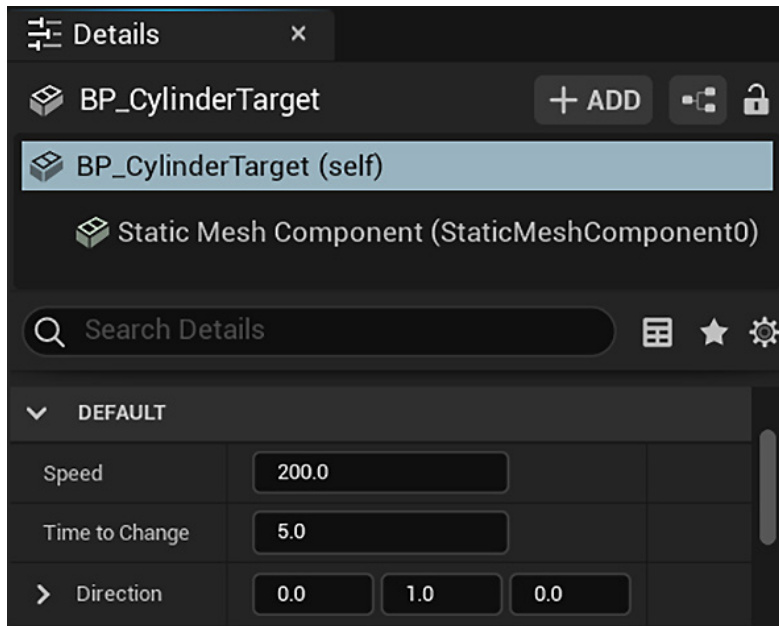 Details
BP_CylinderTarget + ADD
BP_CylinderTarget (self)
Static Mesh Component (StaticMeshComponent0)
Search Details
DEFAULT
Speed 200.0
Time to Change 5.0
Direction 0.0 1.0 0.0